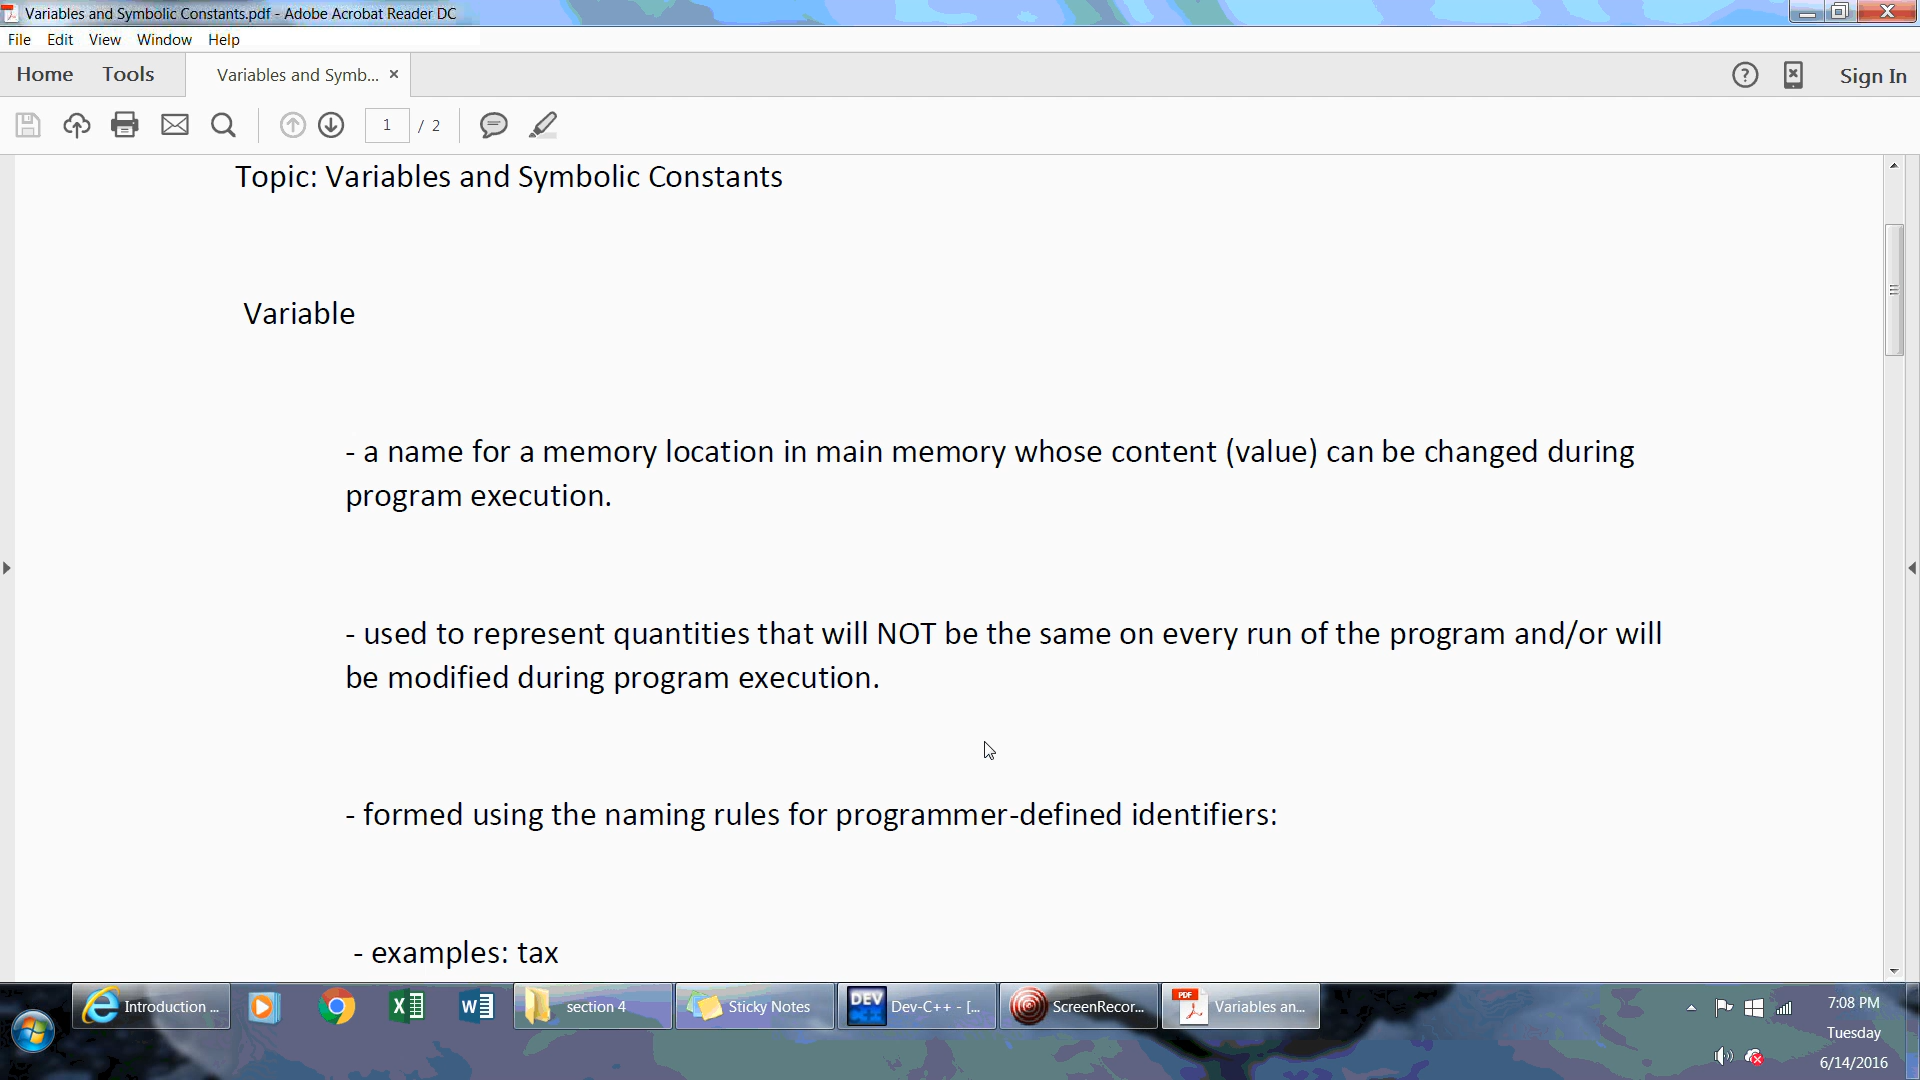 Variables and Symbolic Constants.pdf - Adobe Acrobat Reader DC
File Edit View Window Help
Home Tools Variables and Symb... × Sign In
1 / 2
Topic: Variables and Symbolic Constants
Variable
- a name for a memory location in main memory whose content (value) can be changed during
program execution.
- used to represent quantities that will NOT be the same on every run of the program and/or will
be modified during program execution.
- formed using the naming rules for programmer-defined identifiers:
- examples: tax
Introduction ... section 4 Sticky Notes DEV C++ Dev-C++ - [... ScreenRecor... PDF Variables an...
7:08 PM
Tuesday
6/14/2016